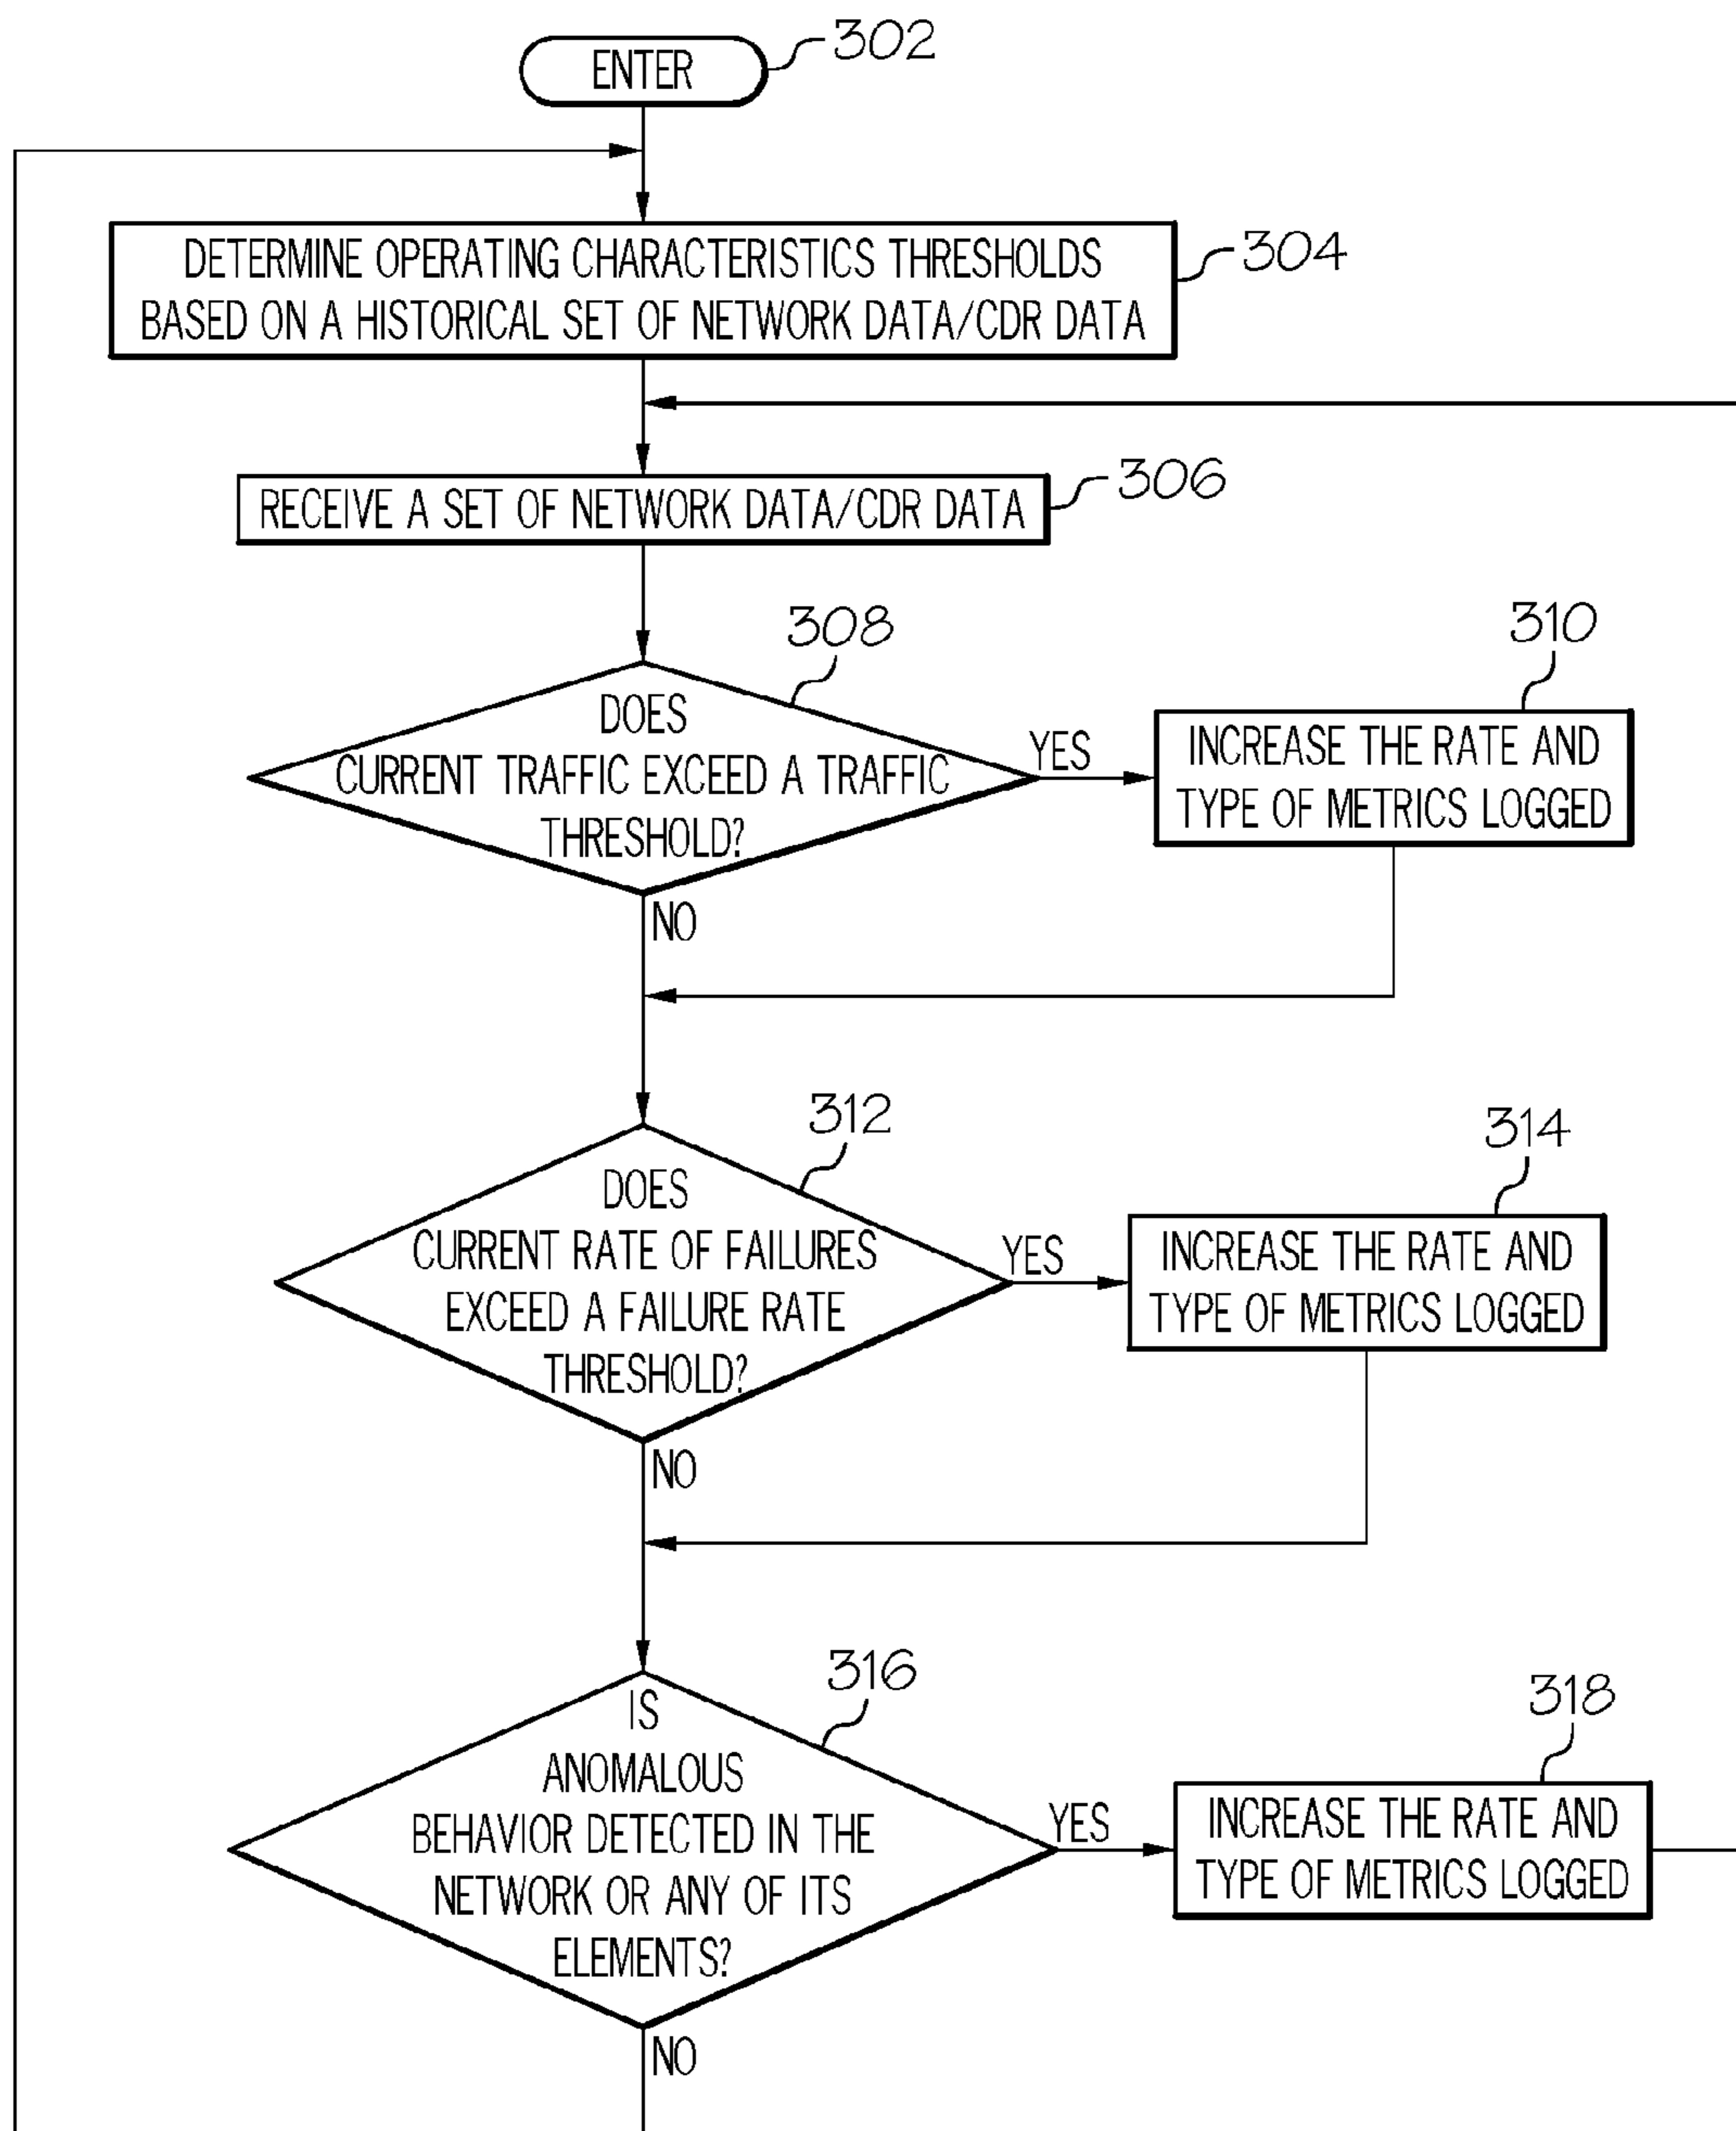 ENTER
302
DETERMINE OPERATING CHARACTERISTICS THRESHOLDS
BASED ON A HISTORICAL SET OF NETWORK DATA/CDR DATA
304
RECEIVE A SET OF NETWORK DATA/CDR DATA
306
308
DOES
CURRENT TRAFFIC EXCEED A TRAFFIC
THRESHOLD?
YES
310
INCREASE THE RATE AND
TYPE OF METRICS LOGGED
NO
312
DOES
CURRENT RATE OF FAILURES
EXCEED A FAILURE RATE
THRESHOLD?
YES
314
INCREASE THE RATE AND
TYPE OF METRICS LOGGED
NO
316
IS
ANOMALOUS
BEHAVIOR DETECTED IN THE
NETWORK OR ANY OF ITS
ELEMENTS?
YES
318
INCREASE THE RATE AND
TYPE OF METRICS LOGGED
NO